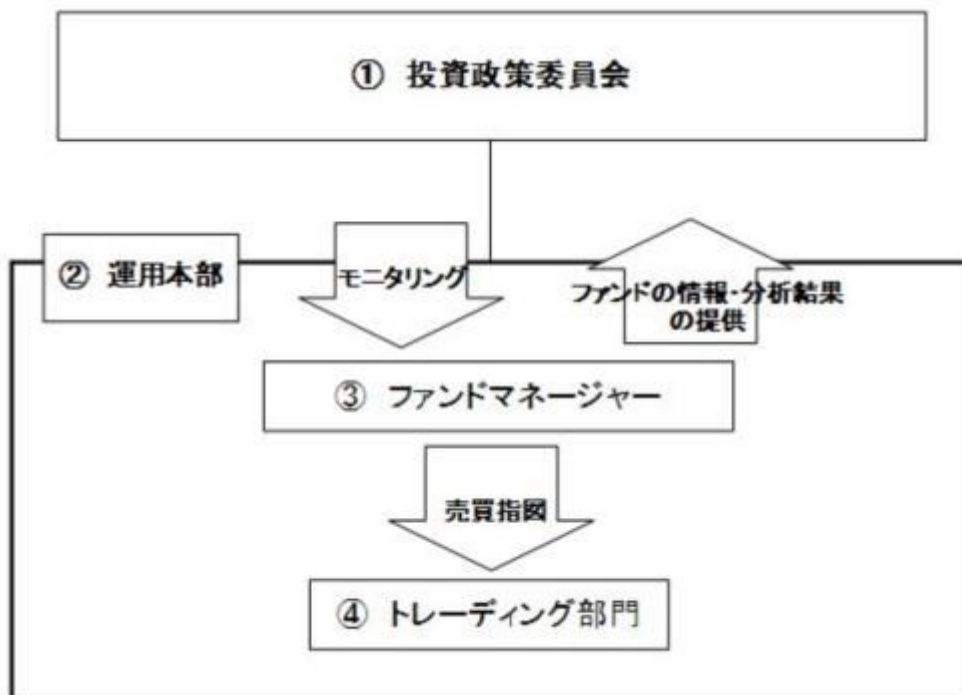 ① 投資政策委員会
② 運用本部
モニタリング
ファンドの情報・分析結果
の提供
③ ファンドマネージャー
売買指図
④ トレーディング部門